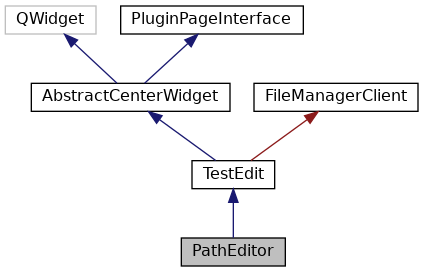 QWidget
PluginPageInterface
AbstractCenterWidget
FileManagerClient
TestEdit
PathEditor